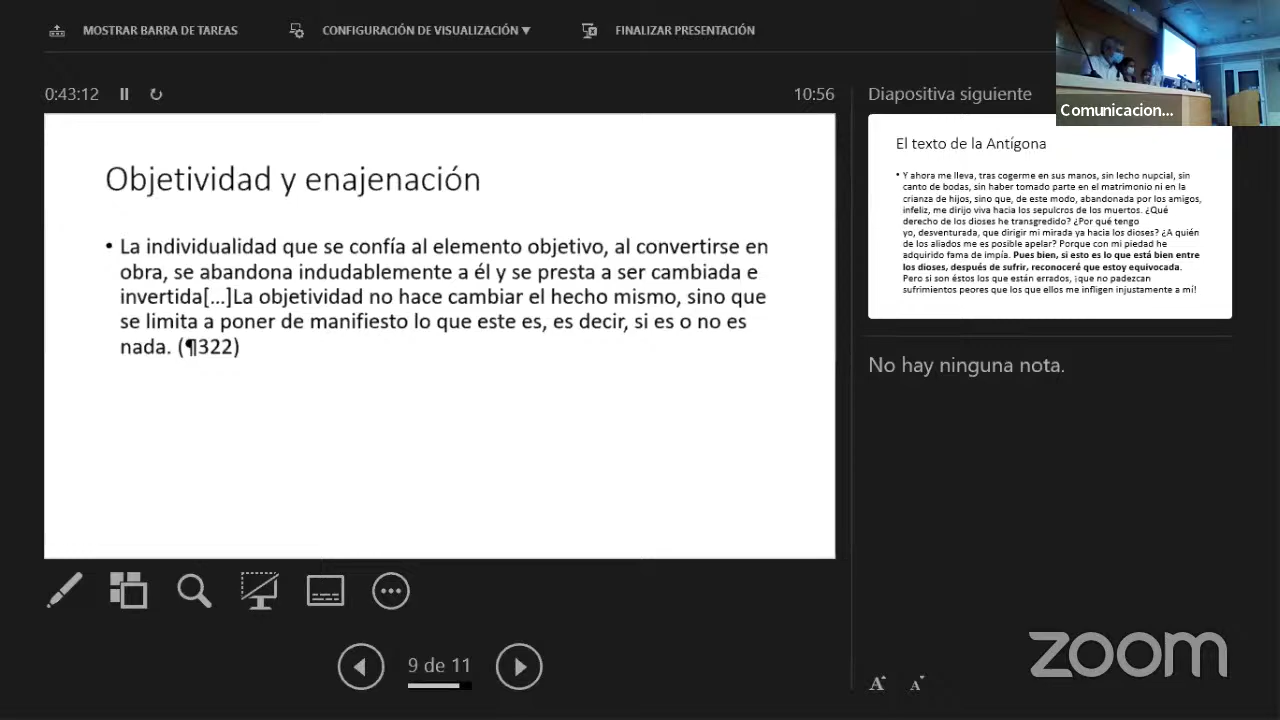 MOSTRAR BARRA DE TAREAS
CONFIGURACIÓN DE VISUALIZACIÓN ▼
FINALIZAR PRESENTACIÓN
Comunicacion...
0:43:12
10:56
Diapositiva siguiente
Objetividad y enajenación
• La individualidad que se confía al elemento objetivo, al convertirse en
obra, se abandona indudablemente a él y se presta a ser cambiada e
invertida[...]La objetividad no hace cambiar el hecho mismo, sino que
se limita a poner de manifiesto lo que este es, es decir, si es o no es
nada. (¶322)
El texto de la Antígona
• Y ahora me lleva, tras cogerme en sus manos, sin lecho nupcial, sin
canto de bodas, sin haber tomado parte en el matrimonio ni en la
crianza de hijos, sino que, de este modo, abandonada por los amigos,
infeliz, me dirijo viva hacia los sepulcros de los muertos. ¿Qué
derecho de los dioses he transgredido? ¿Por qué tengo
yo, desventurada, que dirigir mi mirada ya hacia los dioses? ¿A quién
de los aliados me es posible apelar? Porque con mi piedad he
adquirido fama de impía. Pues bien, si esto es lo que está bien entre
los dioses, después de sufrir, reconoceré que estoy equivocada.
Pero si son éstos los que están errados, ¡que no padezcan
sufrimientos peores que los que ellos me infligen injustamente a mí!
No hay ninguna nota.
9 de 11
A A
zoom